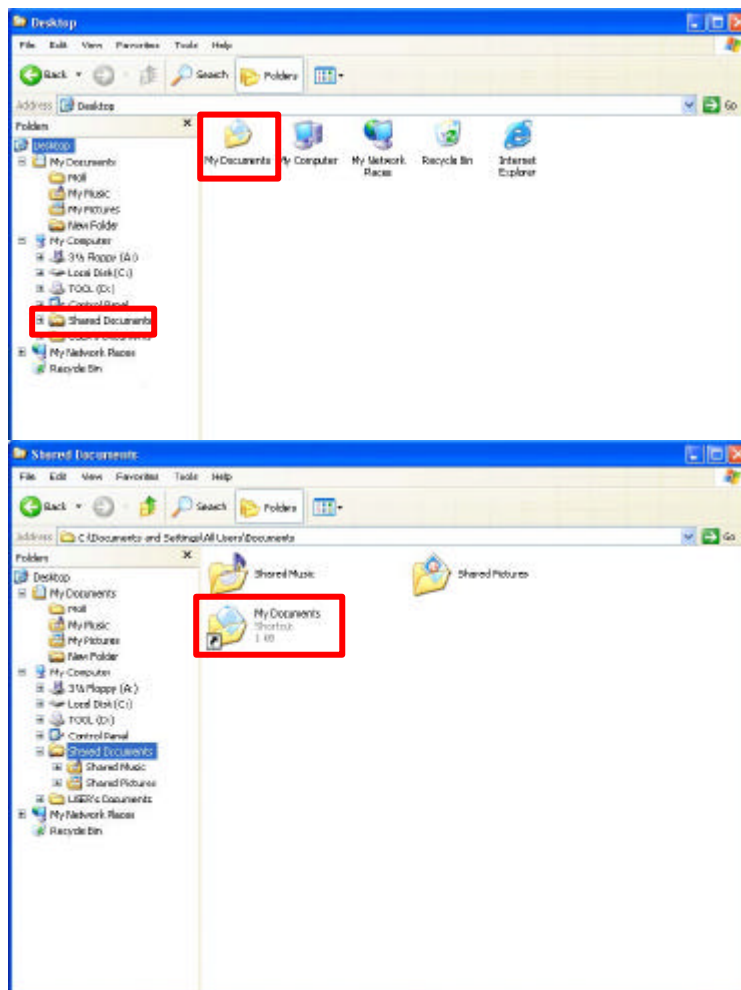 Desktop
File Edit View Favorites Tools Help
Back Search Folders
Address Desktop Go
Folders
Desktop
My Documents
Mail
My Music
My Pictures
New Folder
My Computer
3½ Floppy (A:)
Local Disk (C:)
TOOL (D:)
Control Panel
Shared Documents
My Network Places
Recycle Bin
My Documents My Computer My Network Places Recycle Bin Internet Explorer
Shared Documents
File Edit View Favorites Tools Help
Back Search Folders
Address C:\Documents and Settings\All Users\Documents Go
Folders
Desktop
My Documents
Mail
My Music
My Pictures
New Folder
My Computer
3½ Floppy (A:)
Local Disk (C:)
TOOL (D:)
Control Panel
Shared Documents
Shared Music
Shared Pictures
USER's Documents
My Network Places
Recycle Bin
Shared Music
Shared Pictures
My Documents
Shortcut
1 KB